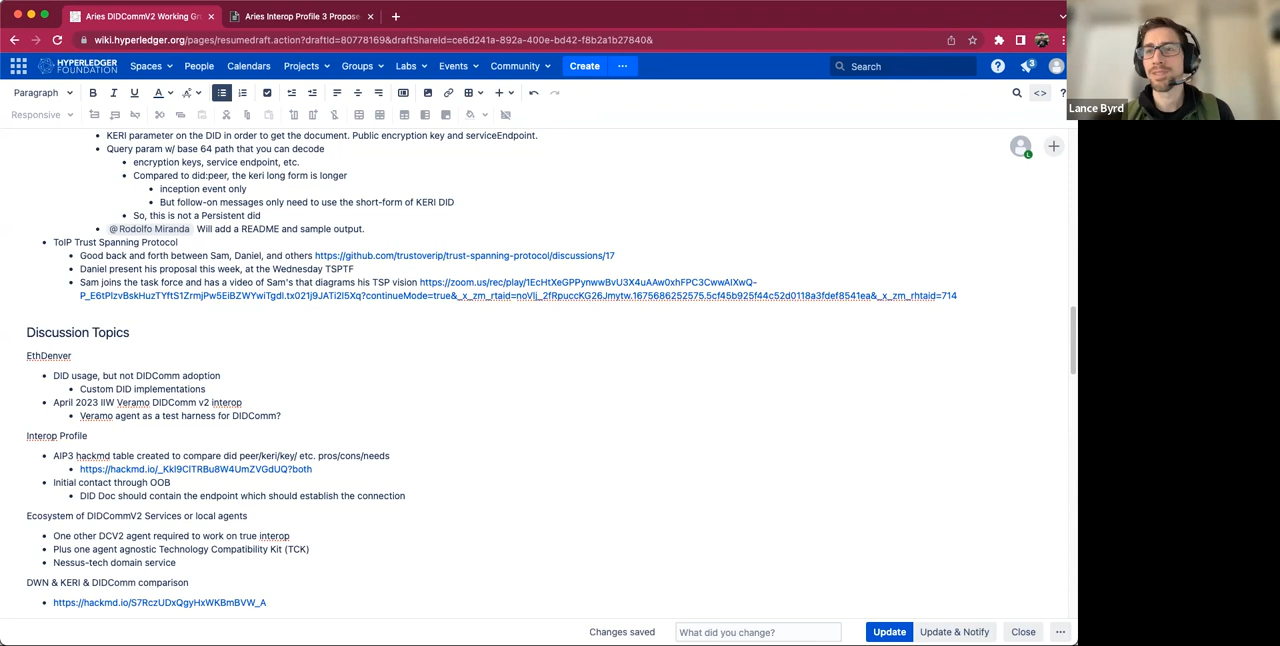 Aries DIDCommV2 Working Gr
Aries Interop Profile 3 Propose
wiki.hyperledger.org/pages/resumedraft.action?draftId=80778169&draftShareId=ce6d241a-892a-400e-bd42-f8b2a1b27840&
HYPERLEDGER FOUNDATION Spaces People Calendars Projects Groups Labs Events Community Create ... Search 3
Lance Byrd
Paragraph B I U A
Responsive
KERI parameter on the DID in order to get the document. Public encryption key and serviceEndpoint.
Query param w/ base 64 path that you can decode
encryption keys, service endpoint, etc.
Compared to did:peer, the keri long form is longer
inception event only
But follow-on messages only need to use the short-form of KERI DID
So, this is not a Persistent did
@Rodolfo Miranda Will add a README and sample output.
ToIP Trust Spanning Protocol
Good back and forth between Sam, Daniel, and others https://github.com/trustoverip/trust-spanning-protocol/discussions/17
Daniel present his proposal this week, at the Wednesday TSPTF
Sam joins the task force and has a video of Sam's that diagrams his TSP vision https://zoom.us/rec/play/1EcHtXeGPPynwwBvU3X4uAAw0xhFPC3CwwAIXwQ-
P_E6tPlzvBskHuzTYftS1ZrmjPw5EiBZWYwiTgdl.tx021j9JATi2l5Xq?continueMode=true&_x_zm_rtaid=noVlj_2fRpuccKG26Jmytw.1675686252575.5cf45b925f44c52d0118a3fdef8541ea&_x_zm_rhtaid=714
Discussion Topics
EthDenver
DID usage, but not DIDComm adoption
Custom DID implementations
April 2023 IIW Veramo DIDComm v2 interop
Veramo agent as a test harness for DIDComm?
Interop Profile
AIP3 hackmd table created to compare did peer/keri/key/ etc. pros/cons/needs
https://hackmd.io/_Kkl9ClTRBu8W4UmZVGdUQ?both
Initial contact through OOB
DID Doc should contain the endpoint which should establish the connection
Ecosystem of DIDCommV2 Services or local agents
One other DCV2 agent required to work on true interop
Plus one agent agnostic Technology Compatibility Kit (TCK)
Nessus-tech domain service
DWN & KERI & DIDComm comparison
https://hackmd.io/S7RczUDxQgyHxWKBmBVW_A
Changes saved What did you change? Update Update & Notify Close ...